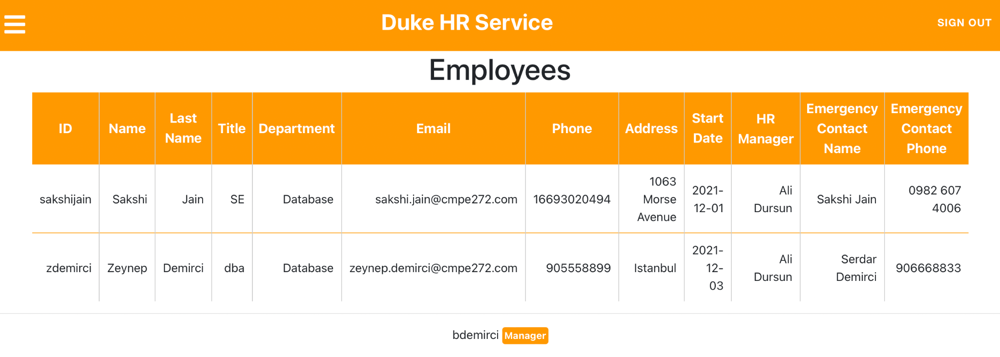 Duke HR Service
SIGN OUT
Employees
ID Name Last Name Title Department Email Phone Address Start Date HR Manager Emergency Contact Name Emergency Contact Phone
sakshijain Sakshi Jain SE Database sakshi.jain@cmpe272.com 16693020494 1063 Morse Avenue 2021-12-01 Ali Dursun Sakshi Jain 0982 607 4006
zdemirci Zeynep Demirci dba Database zeynep.demirci@cmpe272.com 905558899 Istanbul 2021-12-03 Ali Dursun Serdar Demirci 906668833
bdemirci Manager